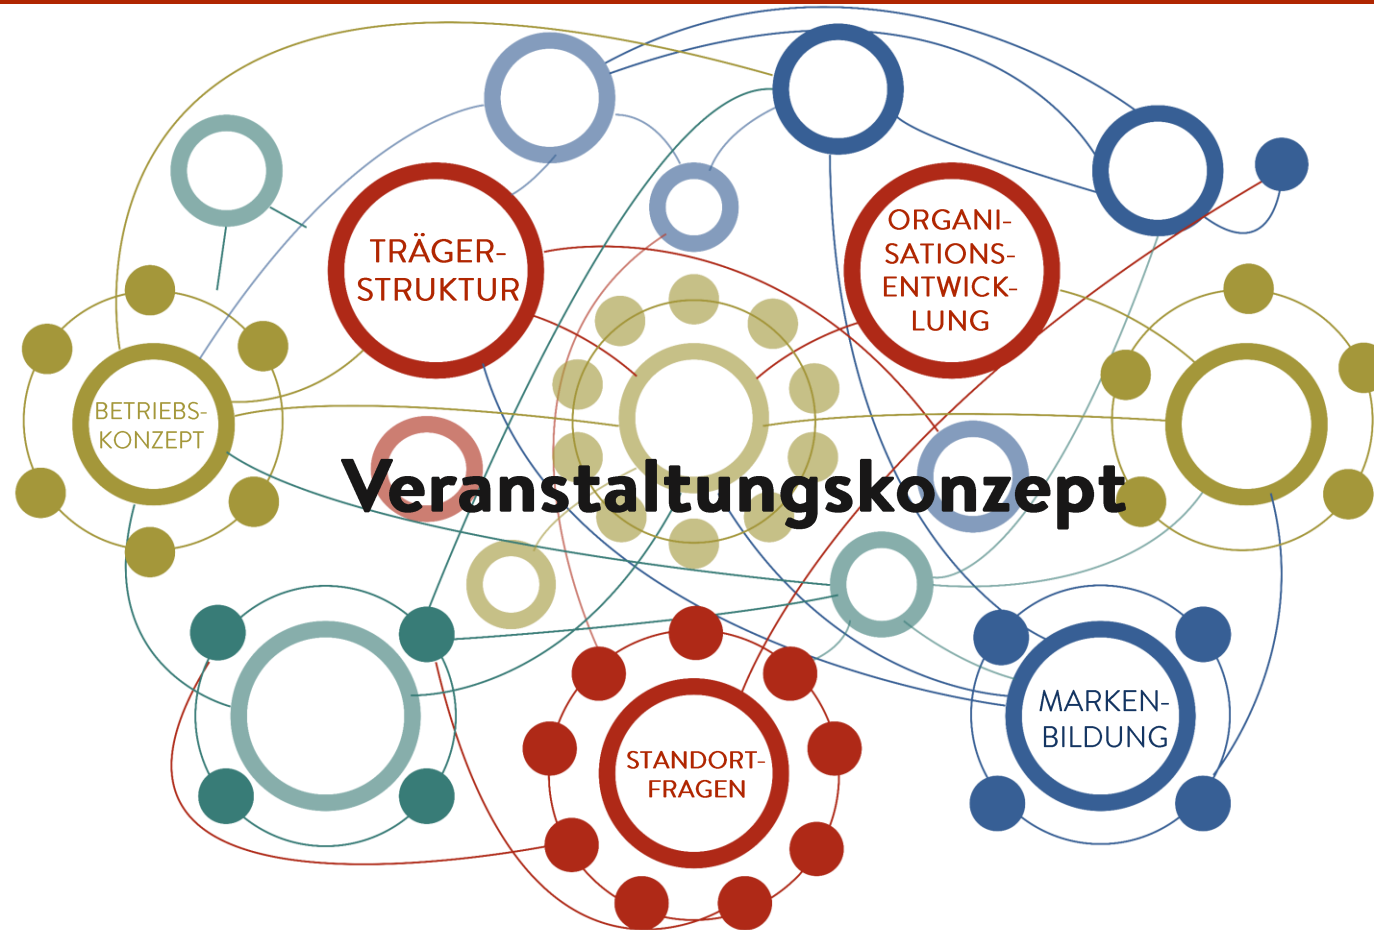 TRÄGER-
STRUKTUR
ORGANI-
SATIONS-
ENTWICK-
LUNG
BETRIEBS-
KONZEPT
Veranstaltungskonzept
MARKEN-
BILDUNG
STANDORT-
FRAGEN